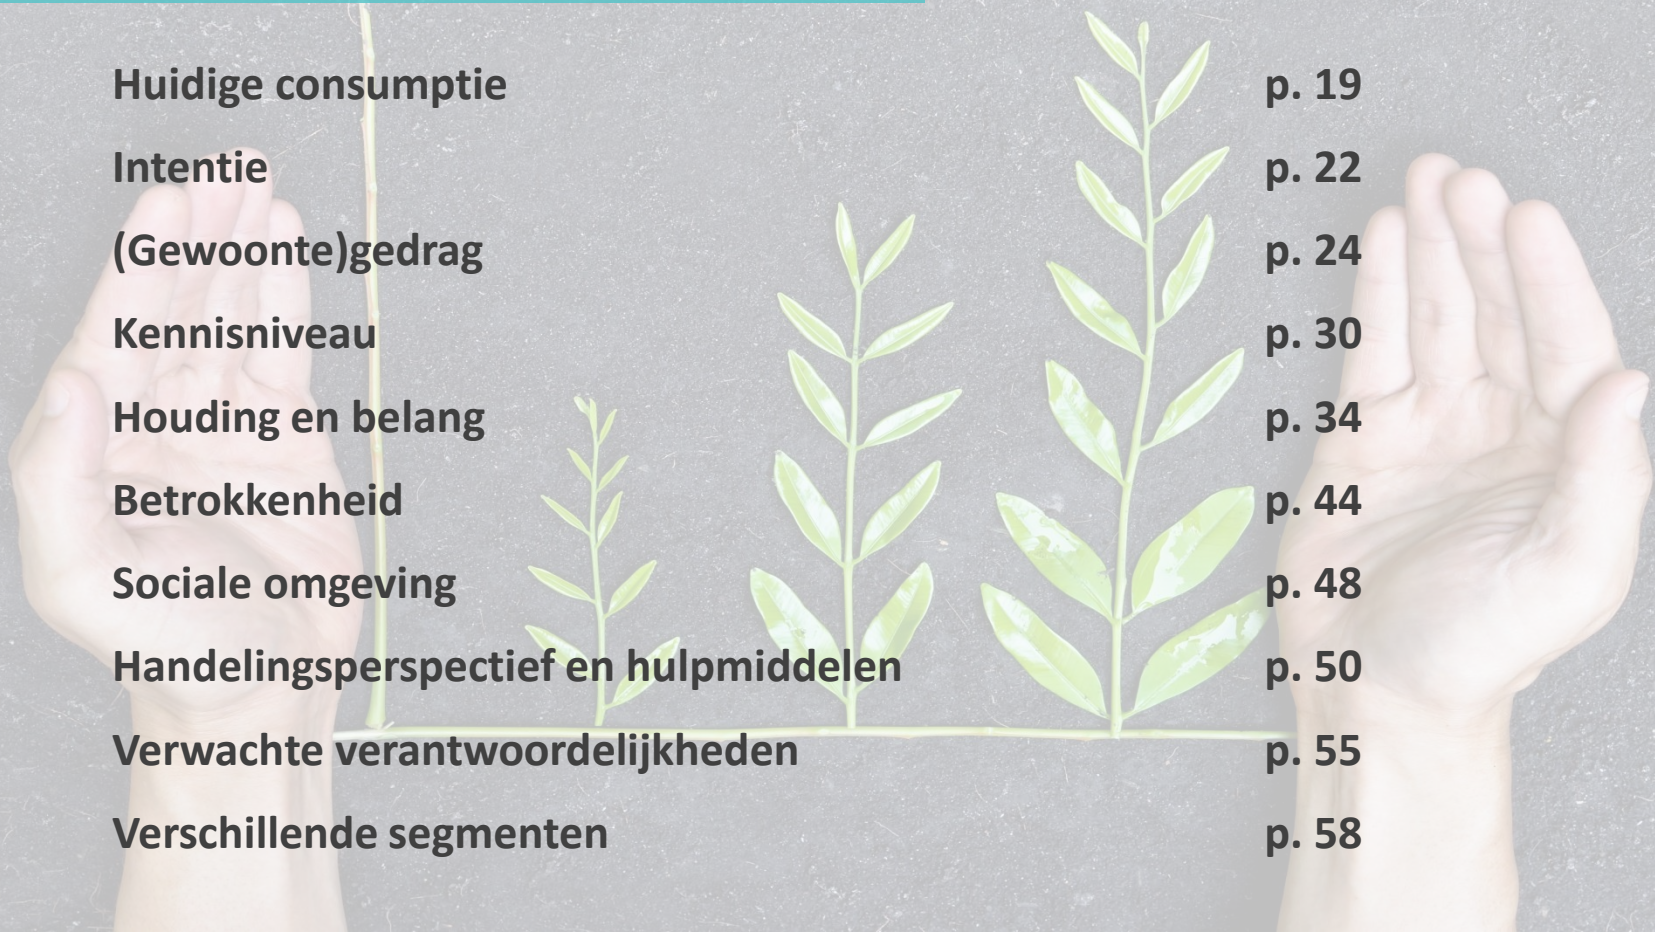 Huidige consumptie p. 19
Intentie p. 22
(Gewoonte)gedrag p. 24
Kennisniveau p. 30
Houding en belang p. 34
Betrokkenheid p. 44
Sociale omgeving p. 48
Handelingsperspectief en hulpmiddelen p. 50
Verwachte verantwoordelijkheden p. 55
Verschillende segmenten p. 58